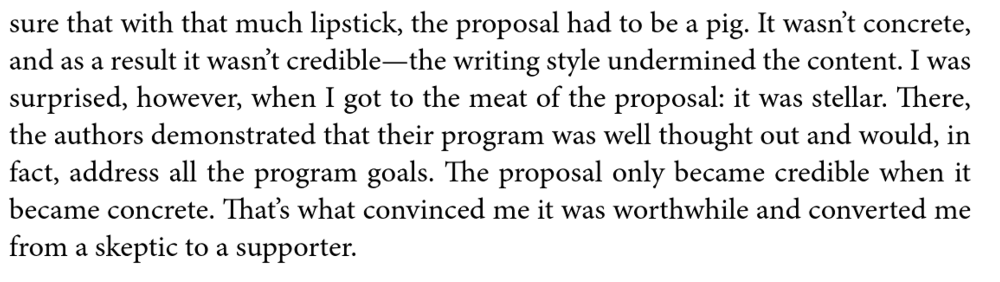 sure that with that much lipstick, the proposal had to be a pig. It wasn’t concrete,
and as a result it wasn’t credible—the writing style undermined the content. I was
surprised, however, when I got to the meat of the proposal: it was stellar. There,
the authors demonstrated that their program was well thought out and would, in
fact, address all the program goals. The proposal only became credible when it
became concrete. That’s what convinced me it was worthwhile and converted me
from a skeptic to a supporter.